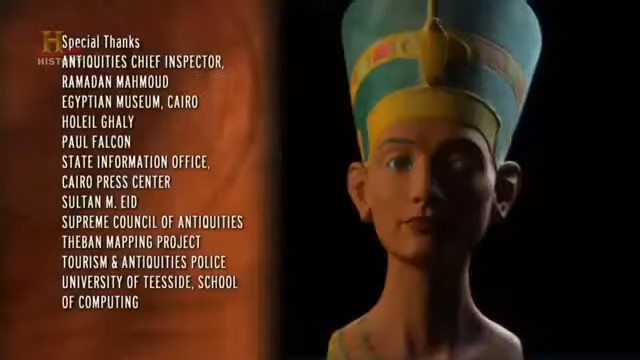 H
HISTORY
Special Thanks
ANTIQUITIES CHIEF INSPECTOR,
RAMADAN MAHMOUD
EGYPTIAN MUSEUM, CAIRO
HOLEIL GHALY
PAUL FALCON
STATE INFORMATION OFFICE,
CAIRO PRESS CENTER
SULTAN M. EID
SUPREME COUNCIL OF ANTIQUITIES
THEBAN MAPPING PROJECT
TOURISM & ANTIQUITIES POLICE
UNIVERSITY OF TEESSIDE, SCHOOL
OF COMPUTING